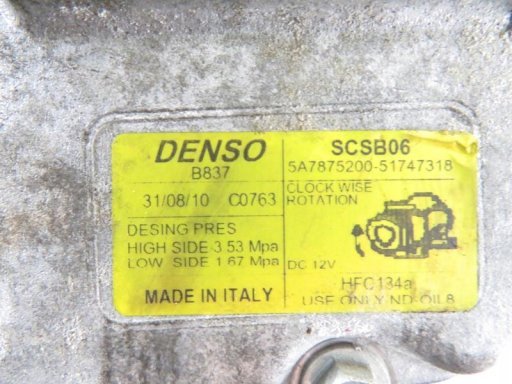 DENSO
B837
31/08/10 C0763
DESING PRES
HIGH SIDE 3.53 Mpa
LOW SIDE 1.67 Mpa
MADE IN ITALY
SCSB06
5A7875200-51747318
CLOCK WISE
ROTATION
DC 12V
HFC134a
USE ONLY ND-OIL8